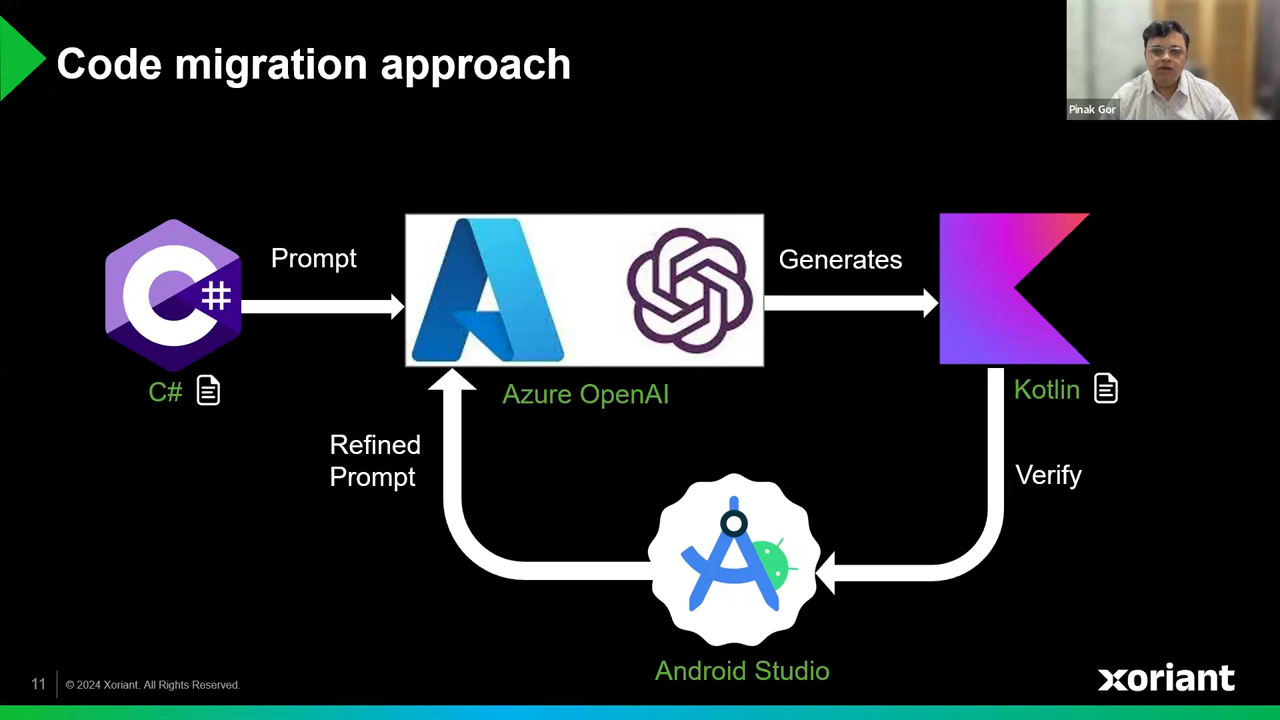 Code migration approach
Pinak Gor
Prompt
Generates
C#
Azure OpenAI
Kotlin
Refined
Prompt
Verify
Android Studio
11
© 2024 Xoriant. All Rights Reserved.
xoriant